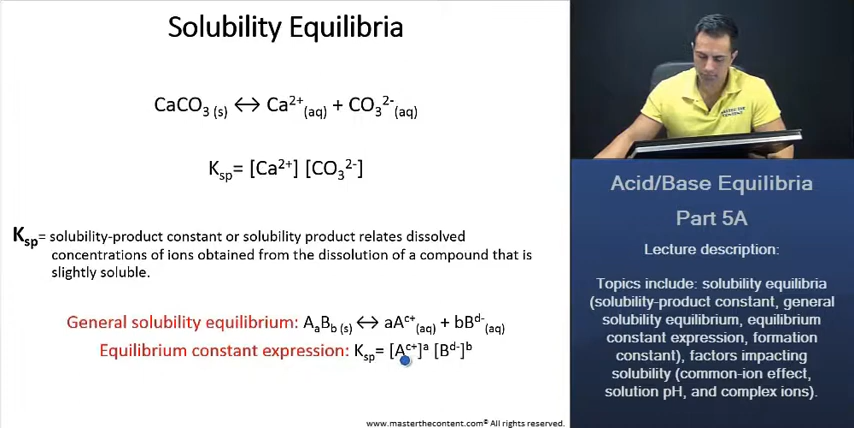 Solubility Equilibria
CaCO₃ (s) ↔ Ca²⁺(aq) + CO₃²⁻(aq)
Ksp= [Ca²⁺] [CO₃²⁻]
Ksp= solubility-product constant or solubility product relates dissolved
concentrations of ions obtained from the dissolution of a compound that is
slightly soluble.
General solubility equilibrium: AaBb (s) ↔ aAᶜ⁺(aq) + bBᵈ⁻(aq)
Equilibrium constant expression: Ksp= [Aᶜ⁺]ᵃ [Bᵈ⁻]ᵇ
www.masterthecontent.com© All rights reserved.
MASTER THE
CONTENT
Acid/Base Equilibria
Part 5A
Lecture description:
Topics include: solubility equilibria
(solubility-product constant, general
solubility equilibrium, equilibrium
constant expression, formation
constant), factors impacting
solubility (common-ion effect,
solution pH, and complex ions).